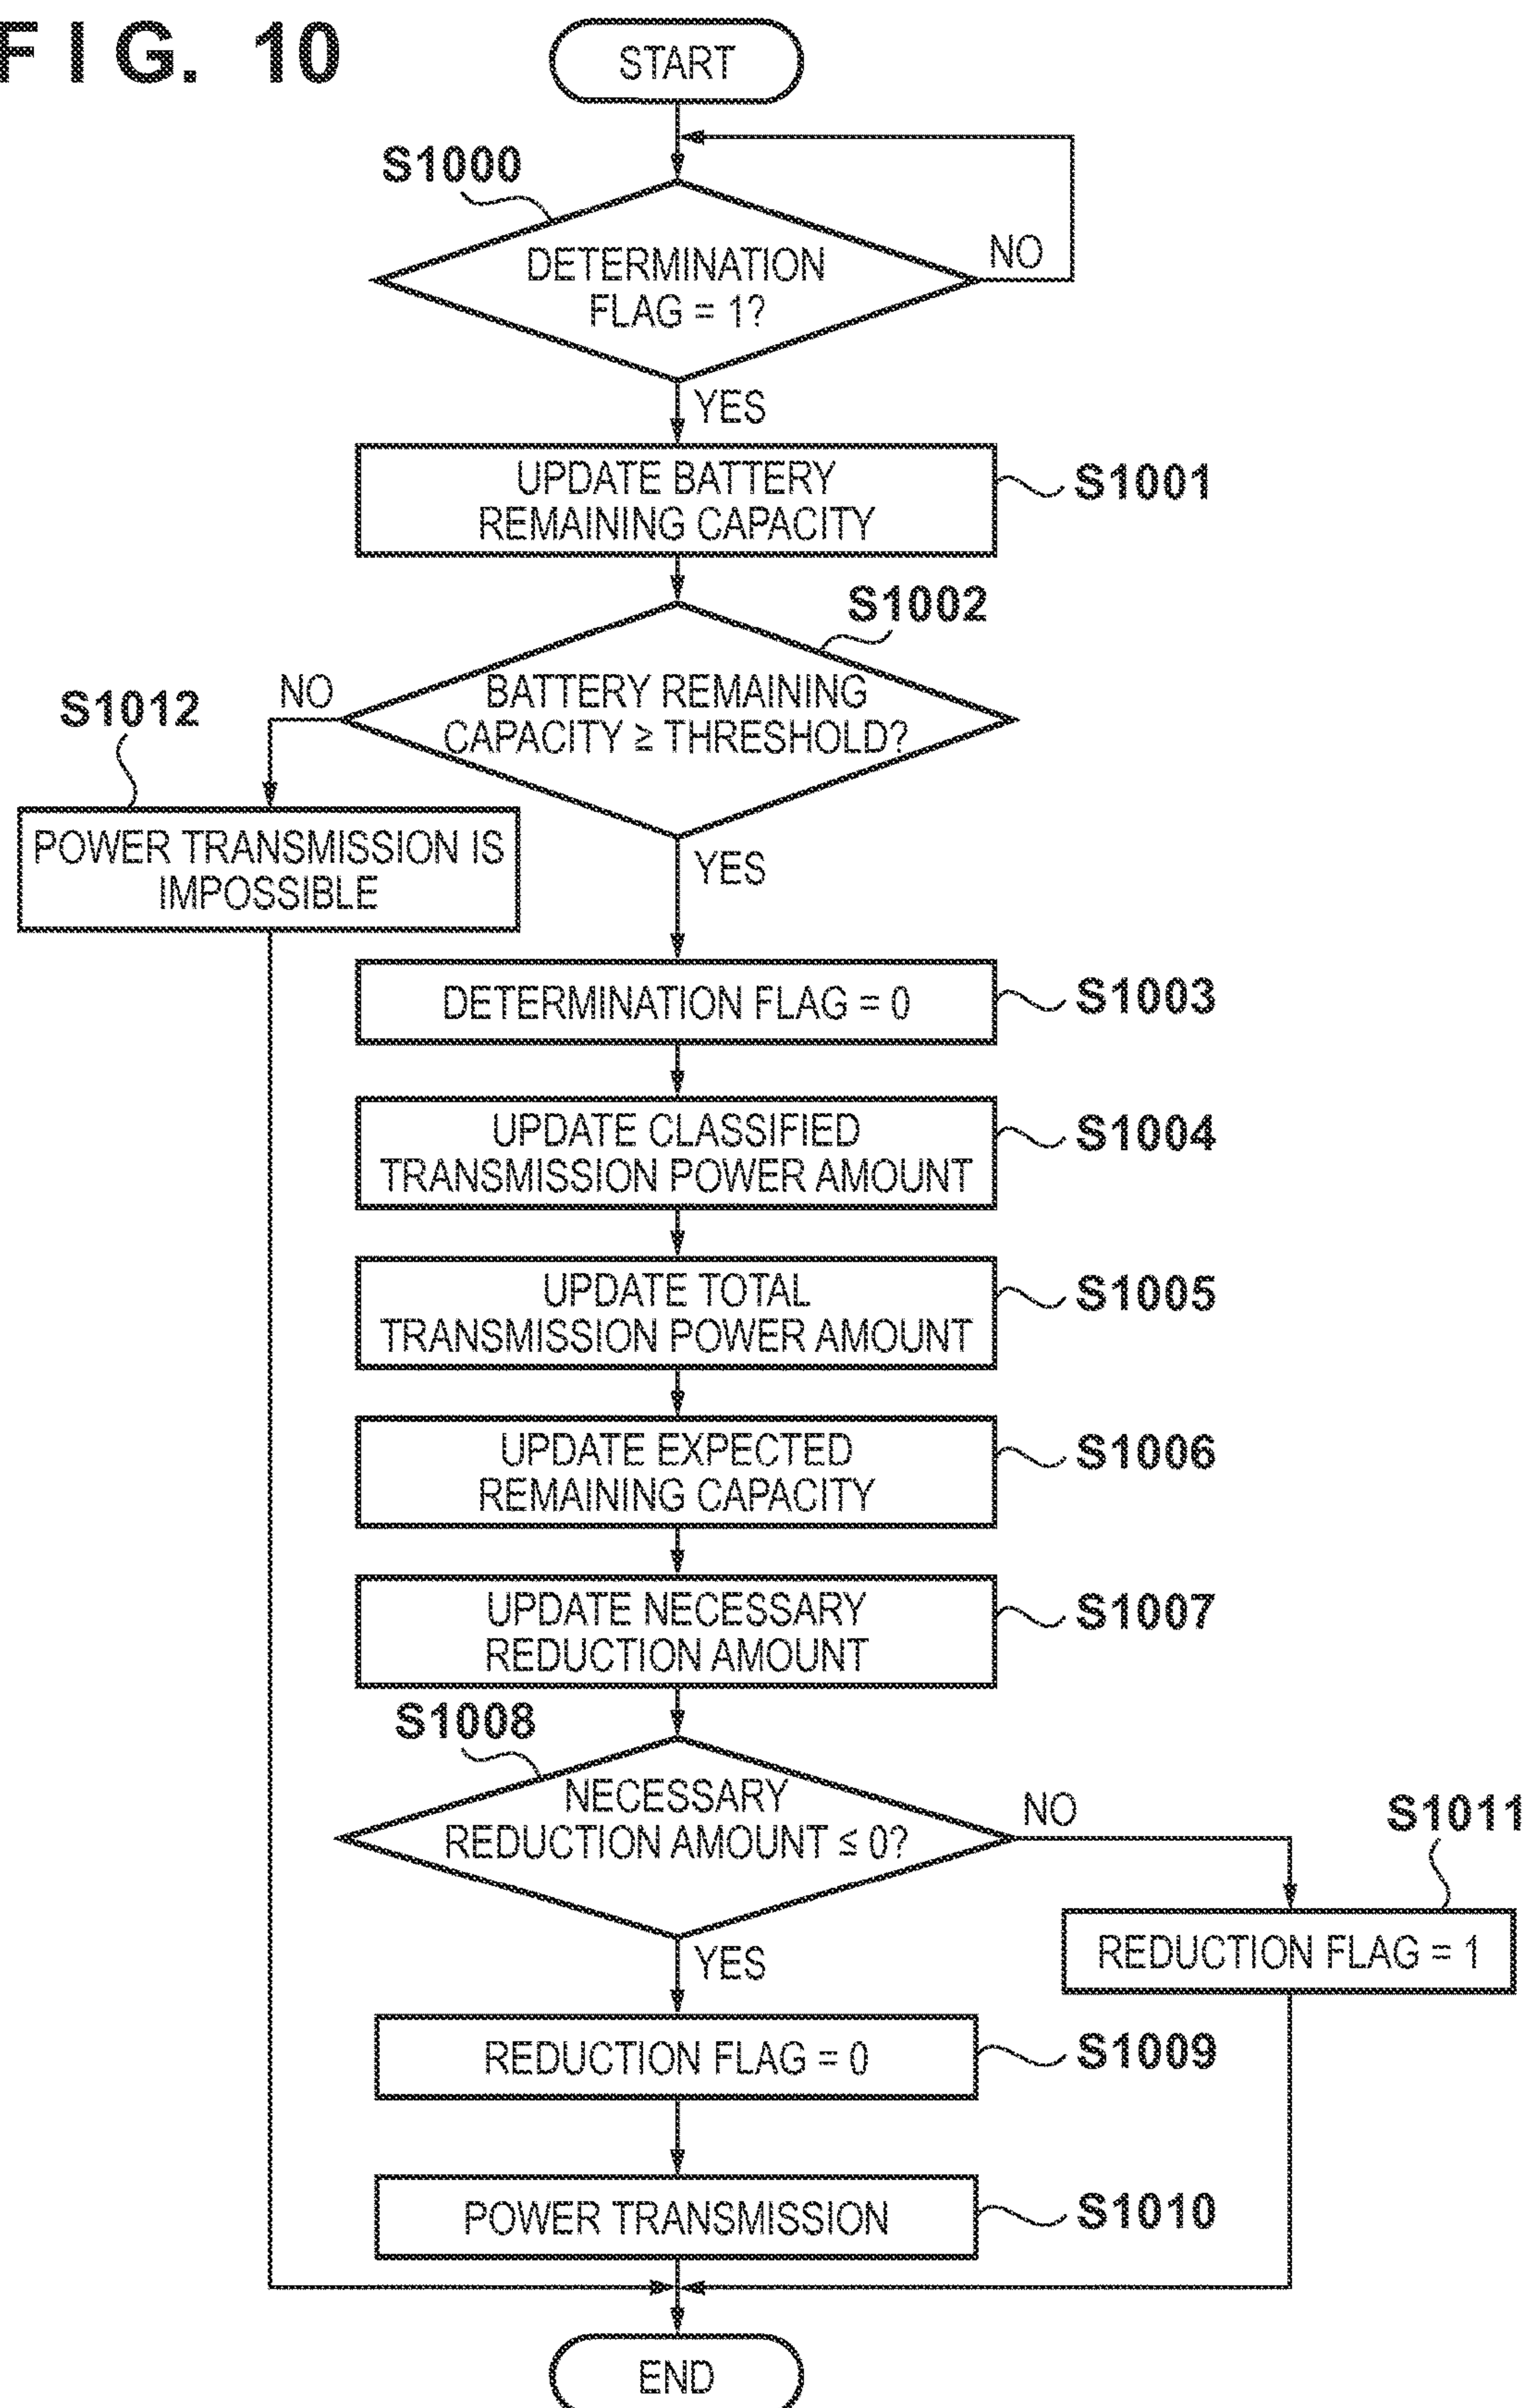 FIG. 10
START
S1000
DETERMINATION
FLAG = 1?
NO
YES
UPDATE BATTERY
REMAINING CAPACITY
S1001
S1002
BATTERY REMAINING
CAPACITY ≥ THRESHOLD?
NO
S1012
POWER TRANSMISSION IS
IMPOSSIBLE
YES
DETERMINATION FLAG = 0
S1003
UPDATE CLASSIFIED
TRANSMISSION POWER AMOUNT
S1004
UPDATE TOTAL
TRANSMISSION POWER AMOUNT
S1005
UPDATE EXPECTED
REMAINING CAPACITY
S1006
UPDATE NECESSARY
REDUCTION AMOUNT
S1007
S1008
NECESSARY
REDUCTION AMOUNT ≤ 0?
NO
S1011
REDUCTION FLAG = 1
YES
REDUCTION FLAG = 0
S1009
POWER TRANSMISSION
S1010
END